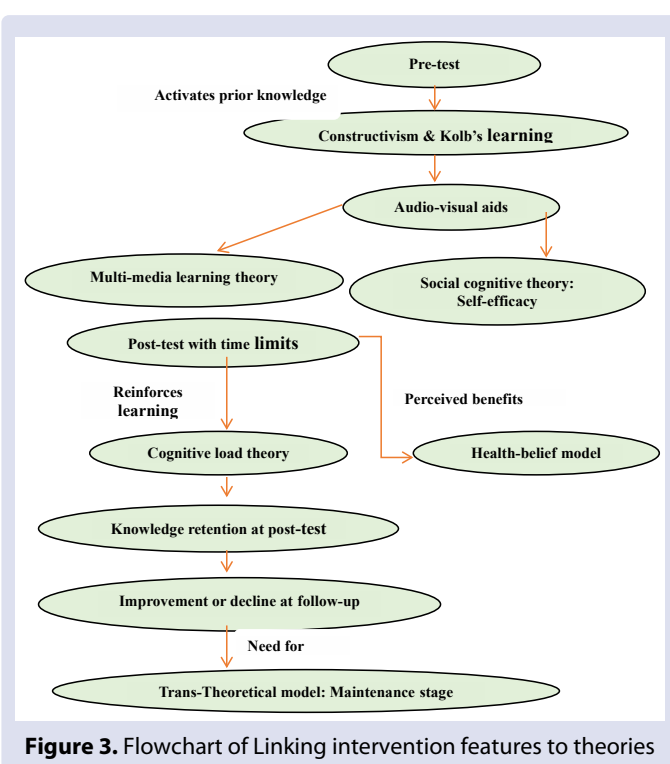 Pre-test
Activates prior knowledge
Constructivism & Kolb's learning
Audio-visual aids
Multi-media learning theory
Social cognitive theory:
Self-efficacy
Post-test with time limits
Reinforces
learning
Perceived benefits
Cognitive load theory
Health-belief model
Knowledge retention at post-test
Improvement or decline at follow-up
Need for
Trans-Theoretical model: Maintenance stage
Figure 3. Flowchart of Linking intervention features to theories